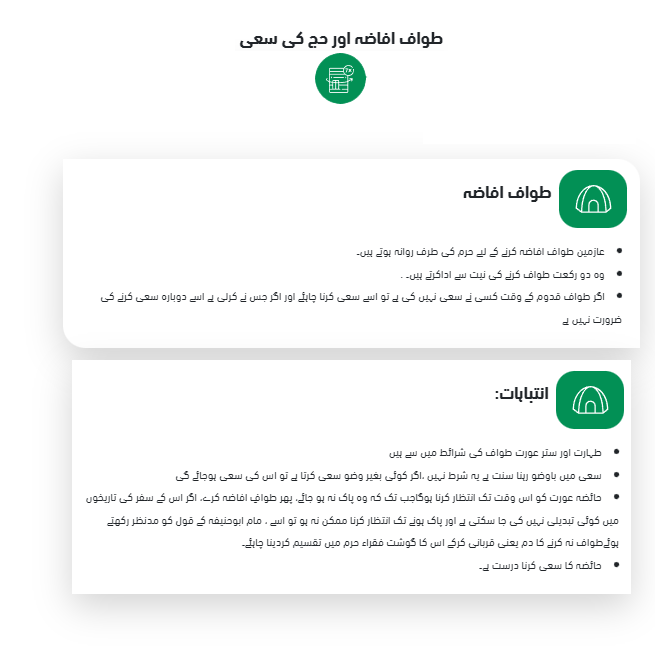 طواف افاضہ اور حج کی سعی
7X
طواف افاضہ
عازمین طواف افاضہ کرنے کے لیے حرم کی طرف روانہ ہوتے ہیں۔
وہ دو رکعت طواف کرنے کی نیت سے اداکرتے ہیں۔ .
اگر طواف قدوم کے وقت کسی نے سعی نہیں کی ہے تو اسے سعی کرنا چاہئے اور اگر جس نے کرلی ہے اسے دوبارہ سعی کرنے کی
ضرورت نہیں ہے
انتباہات:
طہارت اور ستر عورت طواف کی شرائط میں سے ہیں
سعی میں باوضو رہنا سنت ہے یہ شرط نہیں ،اگر کوئی بغیر وضو سعی کرتا ہے تو اس کی سعی ہوجائے گی
حائضہ عورت کو اس وقت تک انتظار کرنا ہوگاجب تک کہ وہ پاک نہ ہو جائے، پھر طوافِ افاضہ کرے، اگر اس کے سفر کی تاریخوں
میں کوئی تبدیلی نہیں کی جا سکتی ہے اور پاک ہونے تک انتظار کرنا ممکن نہ ہو تو اسے ، مام ابوحنیفہ کے قول کو مدنظر رکھتے
ہوئےطواف نہ کرنے کا دم یعنی قربانی کرکے اس کا گوشت فقراء حرم میں تقسیم کردینا چاہئے۔
حائضہ کا سعی کرنا درست ہے۔